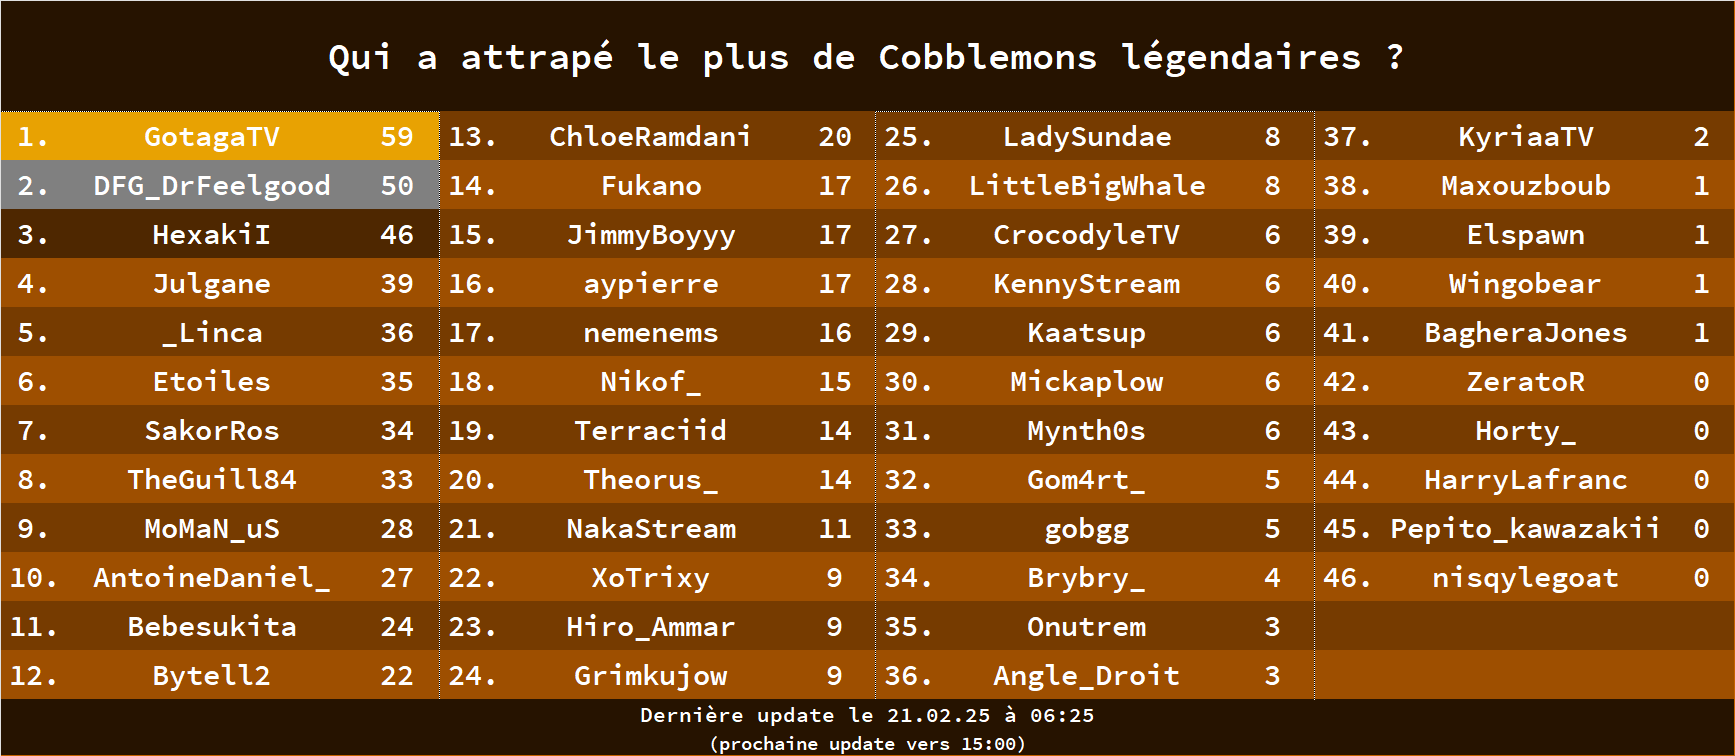 Qui a attrapé le plus de Cobblemons légendaires ?
1. GotagaTV 59
2. DFG_DrFeelgood 50
3. HexakiI 46
4. Julgane 39
5. _Linca 36
6. Etoiles 35
7. SakorRos 34
8. TheGuill84 33
9. MoMaN_uS 28
10. AntoineDaniel_ 27
11. Bebesukita 24
12. Bytell2 22
13. ChloeRamdani 20
14. Fukano 17
15. JimmyBoyyy 17
16. aypierre 17
17. nemenems 16
18. Nikof_ 15
19. Terraciid 14
20. Theorus_ 14
21. NakaStream 11
22. XoTrixy 9
23. Hiro_Ammar 9
24. Grimkujow 9
25. LadySundae 8
26. LittleBigWhale 8
27. CrocodyleTV 6
28. KennyStream 6
29. Kaatsup 6
30. Mickaplow 6
31. Mynth0s 6
32. Gom4rt_ 5
33. gobgg 5
34. Brybry_ 4
35. Onutrem 3
36. Angle_Droit 3
37. KyriaaTV 2
38. Maxouzboub 1
39. Elspawn 1
40. Wingobear 1
41. BagheraJones 1
42. ZeratoR 0
43. Horty_ 0
44. HarryLafranc 0
45. Pepito_kawazakii 0
46. nisqylegoat 0
Dernière update le 21.02.25 à 06:25
(prochaine update vers 15:00)